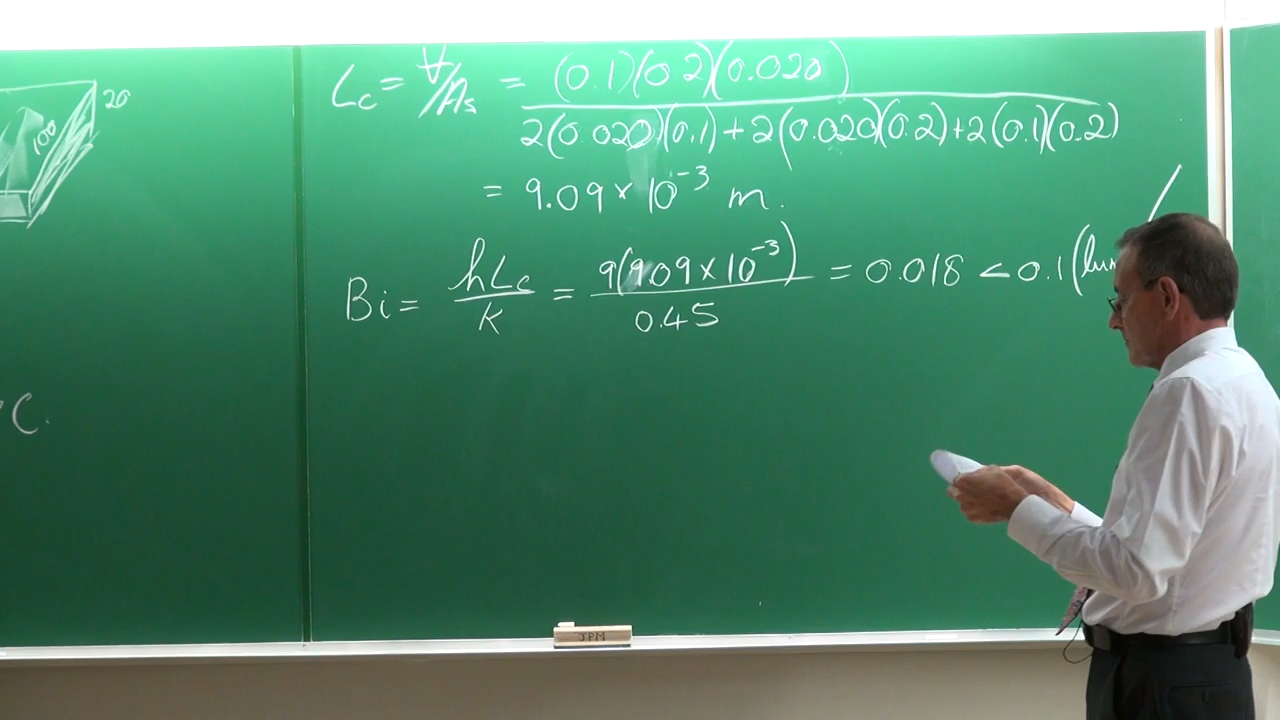 20
100
Lc = V/As = (0.1)(0.2)(0.020) / 2(0.020)(0.1)+2(0.020)(0.2)+2(0.1)(0.2)
= 9.09 × 10⁻³ m.
Bi = hLc/k = 9(9.09×10⁻³)/0.45 = 0.018 < 0.1 (lum
°C.
JPM